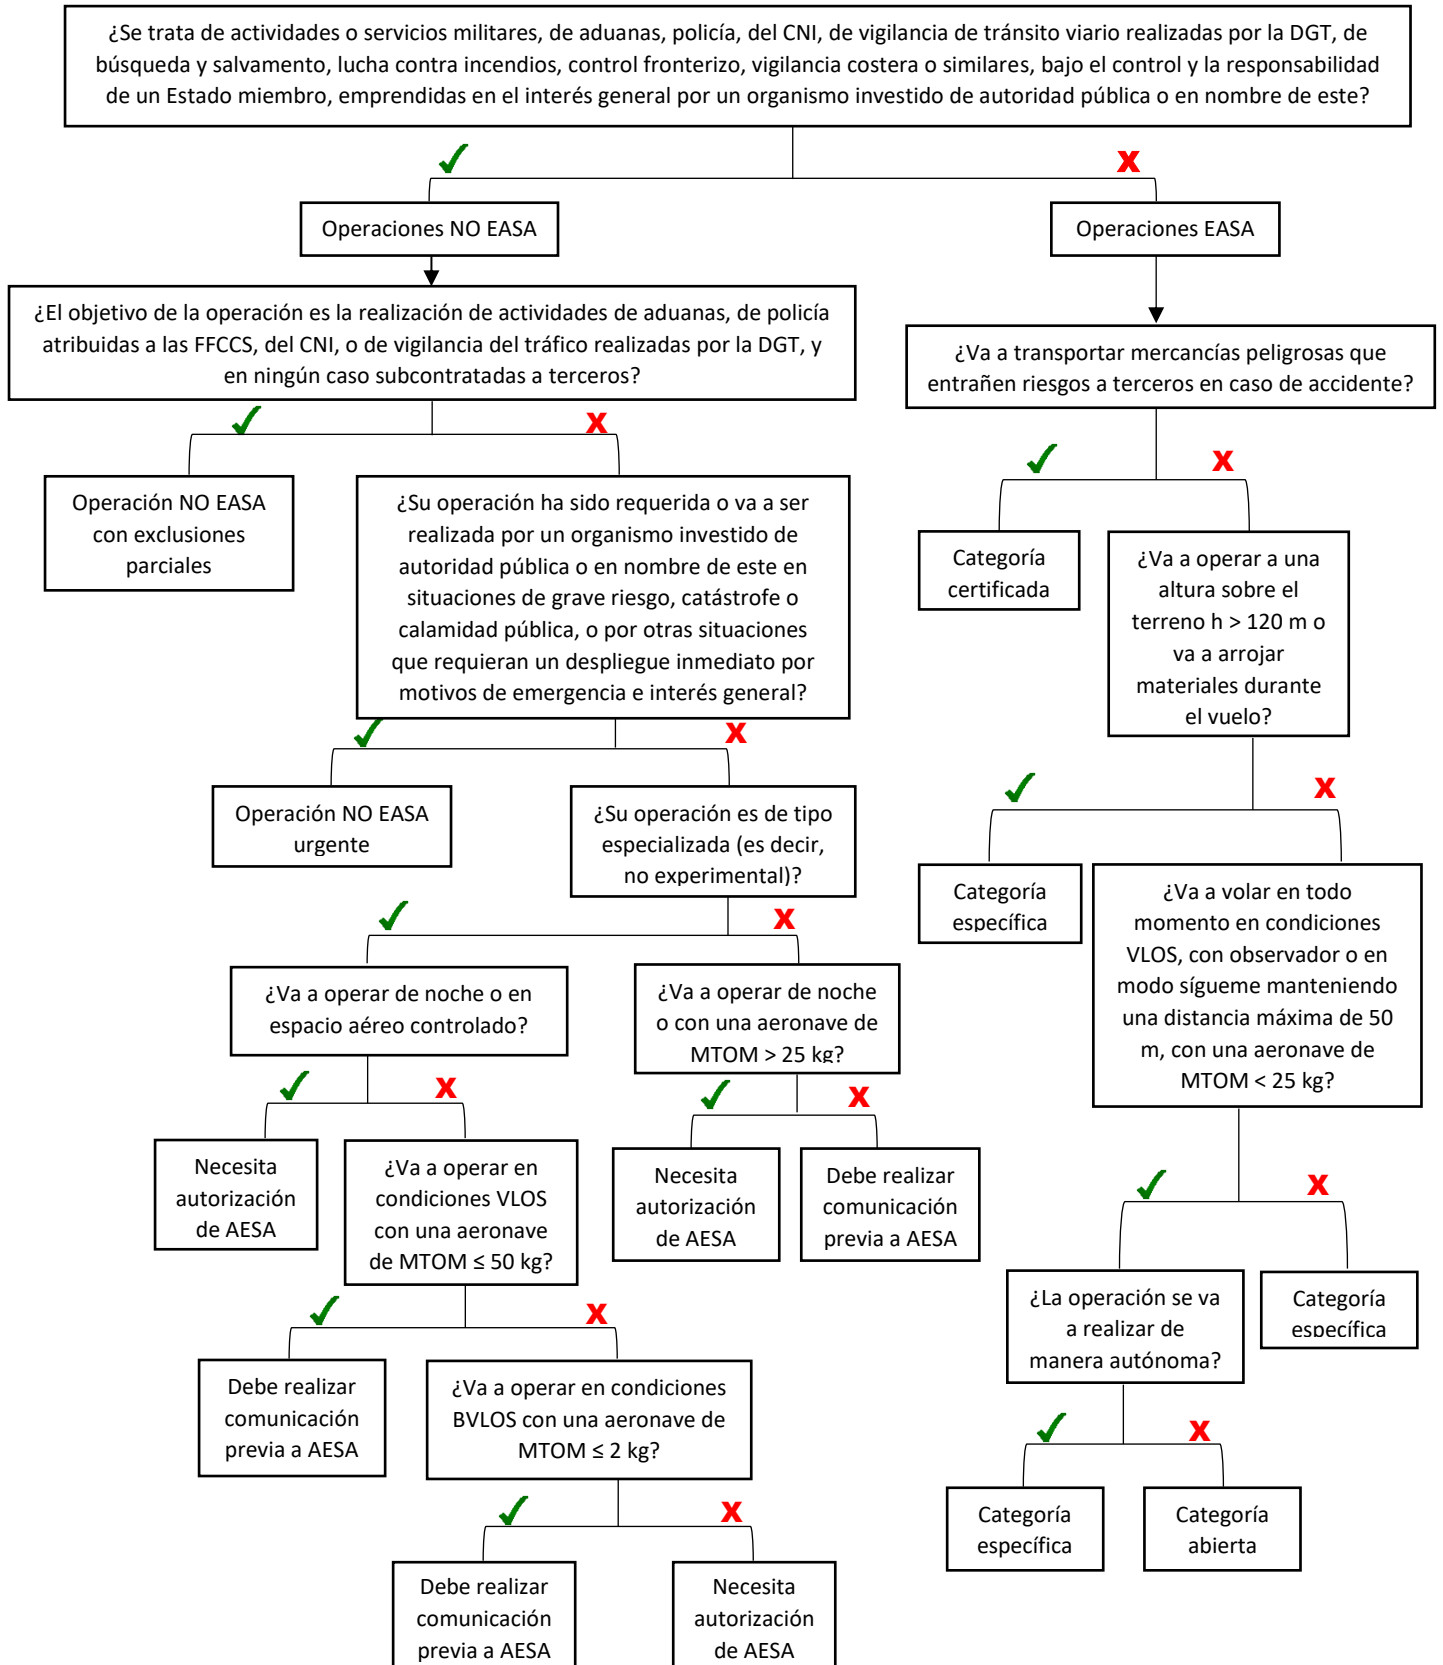 ¿Se trata de actividades o servicios militares, de aduanas, policía, del CNI, de vigilancia de tránsito viario realizadas por la DGT, de
búsqueda y salvamento, lucha contra incendios, control fronterizo, vigilancia costera o similares, bajo el control y la responsabilidad
de un Estado miembro, emprendidas en el interés general por un organismo investido de autoridad pública o en nombre de este?
Operaciones NO EASA
¿El objetivo de la operación es la realización de actividades de aduanas, de policía
atribuidas a las FFCCS, del CNI, o de vigilancia del tráfico realizadas por la DGT, y
en ningún caso subcontratadas a terceros?
Operación NO EASA
con exclusiones
parciales
¿Su operación ha sido requerida o va a ser
realizada por un organismo investido de
autoridad pública o en nombre de este en
situaciones de grave riesgo, catástrofe o
calamidad pública, o por otras situaciones
que requieran un despliegue inmediato por
motivos de emergencia e interés general?
Operación NO EASA
urgente
¿Su operación es de tipo
especializada (es decir,
no experimental)?
¿Va a operar de noche o en
espacio aéreo controlado?
¿Va a operar de noche
o con una aeronave de
MTOM > 25 kg?
Necesita
autorización
de AESA
¿Va a operar en
condiciones VLOS
con una aeronave
de MTOM ≤ 50 kg?
Necesita
autorización
de AESA
Debe realizar
comunicación
previa a AESA
Debe realizar
comunicación
previa a AESA
¿Va a operar en condiciones
BVLOS con una aeronave de
MTOM ≤ 2 kg?
Debe realizar
comunicación
previa a AESA
Necesita
autorización
de AESA
Operaciones EASA
¿Va a transportar mercancías peligrosas que
entrañen riesgos a terceros en caso de accidente?
Categoría
certificada
¿Va a operar a una
altura sobre el
terreno h > 120 m o
va a arrojar
materiales durante
el vuelo?
Categoría
específica
¿Va a volar en todo
momento en condiciones
VLOS, con observador o en
modo sígueme manteniendo
una distancia máxima de 50
m, con una aeronave de
MTOM < 25 kg?
¿La operación se va
a realizar de
manera autónoma?
Categoría
específica
Categoría
específica
Categoría
abierta